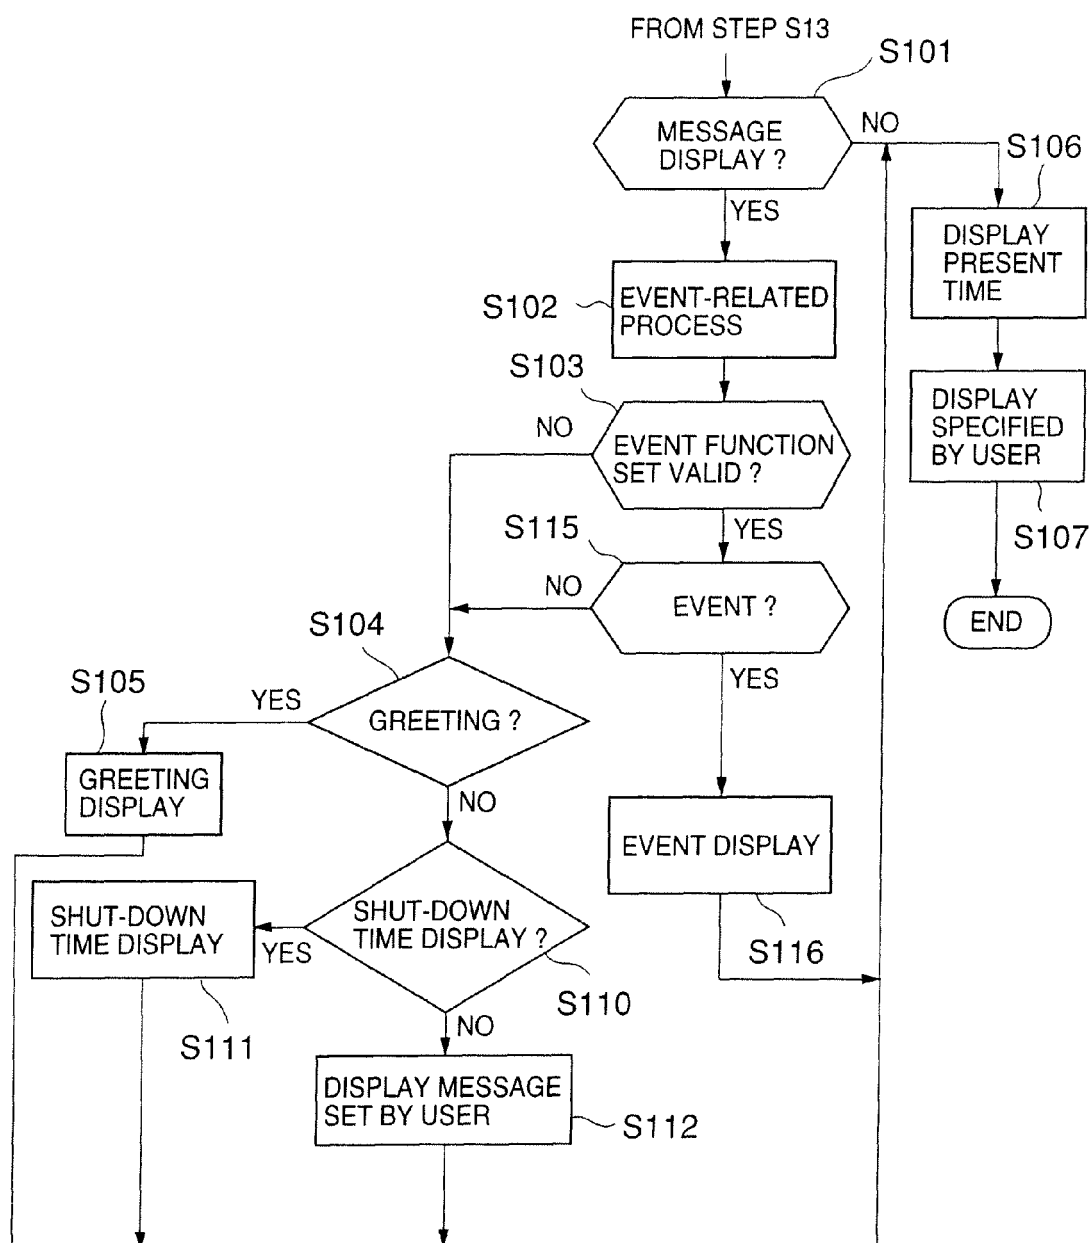 FROM STEP S13
S101
MESSAGE
DISPLAY ?
NO
YES
S106
DISPLAY
PRESENT
TIME
S102
EVENT-RELATED
PROCESS
S103
NO
EVENT FUNCTION
SET VALID ?
YES
DISPLAY
SPECIFIED
BY USER
S107
S115
NO
EVENT ?
YES
END
S104
S105
YES
GREETING ?
NO
GREETING
DISPLAY
EVENT DISPLAY
S116
SHUT-DOWN
TIME DISPLAY
YES
SHUT-DOWN
TIME DISPLAY ?
S110
NO
S111
DISPLAY MESSAGE
SET BY USER
S112